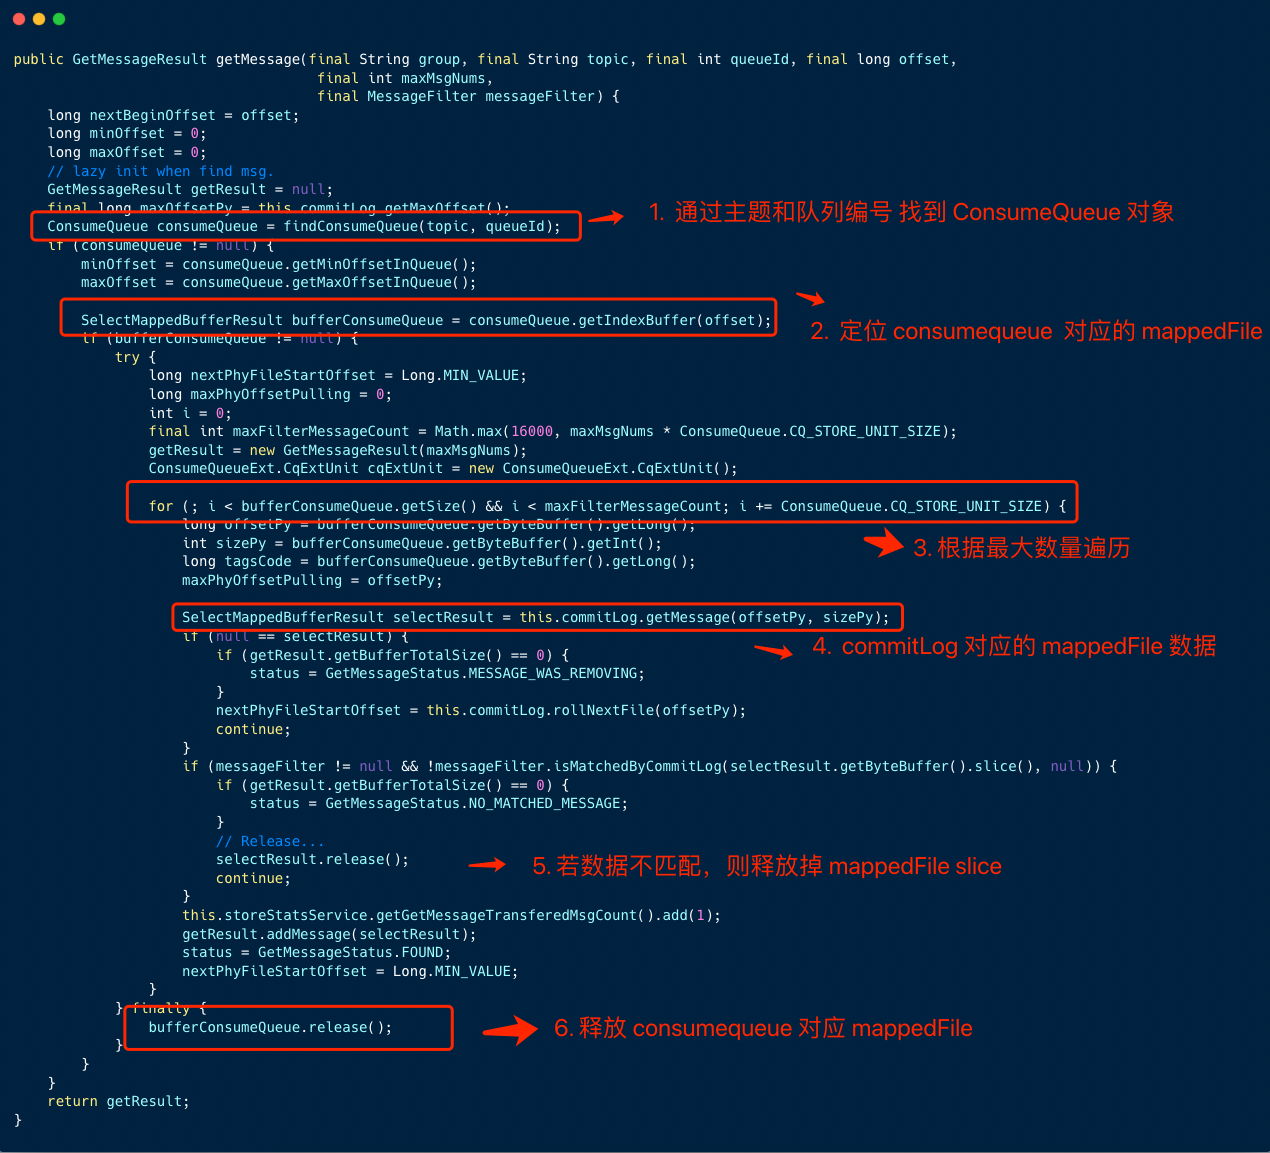 public GetMessageResult getMessage(final String group, final String topic, final int queueId, final long offset,
final int maxMsgNums,
final MessageFilter messageFilter) {
long nextBeginOffset = offset;
long minOffset = 0;
long maxOffset = 0;
// lazy init when find msg.
GetMessageResult getResult = null;
final long maxOffsetPy = this.commitLog.getMaxOffset();
ConsumeQueue consumeQueue = findConsumeQueue(topic, queueId);
1. 通过主题和队列编号 找到 ConsumeQueue 对象
if (consumeQueue != null) {
minOffset = consumeQueue.getMinOffsetInQueue();
maxOffset = consumeQueue.getMaxOffsetInQueue();
SelectMappedBufferResult bufferConsumeQueue = consumeQueue.getIndexBuffer(offset);
2. 定位 consumequeue 对应的 mappedFile
if (bufferConsumeQueue != null) {
try {
long nextPhyFileStartOffset = Long.MIN_VALUE;
long maxPhyOffsetPulling = 0;
int i = 0;
final int maxFilterMessageCount = Math.max(16000, maxMsgNums * ConsumeQueue.CQ_STORE_UNIT_SIZE);
getResult = new GetMessageResult(maxMsgNums);
ConsumeQueueExt.CqExtUnit cqExtUnit = new ConsumeQueueExt.CqExtUnit();
for (; i < bufferConsumeQueue.getSize() && i < maxFilterMessageCount; i += ConsumeQueue.CQ_STORE_UNIT_SIZE) {
long offsetPy = bufferConsumeQueue.getByteBuffer().getLong();
int sizePy = bufferConsumeQueue.getByteBuffer().getInt();
3. 根据最大数量遍历
long tagsCode = bufferConsumeQueue.getByteBuffer().getLong();
maxPhyOffsetPulling = offsetPy;
SelectMappedBufferResult selectResult = this.commitLog.getMessage(offsetPy, sizePy);
if (null == selectResult) {
4. commitLog 对应的 mappedFile 数据
if (getResult.getBufferTotalSize() == 0) {
status = GetMessageStatus.MESSAGE_WAS_REMOVING;
}
nextPhyFileStartOffset = this.commitLog.rollNextFile(offsetPy);
continue;
}
if (messageFilter != null && !messageFilter.isMatchedByCommitLog(selectResult.getByteBuffer().slice(), null)) {
if (getResult.getBufferTotalSize() == 0) {
status = GetMessageStatus.NO_MATCHED_MESSAGE;
}
// Release...
selectResult.release();
5. 若数据不匹配，则释放掉 mappedFile slice
continue;
}
this.storeStatsService.getGetMessageTransferedMsgCount().add(1);
getResult.addMessage(selectResult);
status = GetMessageStatus.FOUND;
nextPhyFileStartOffset = Long.MIN_VALUE;
}
} finally {
bufferConsumeQueue.release();
6. 释放 consumequeue 对应 mappedFile
}
}
}
return getResult;
}